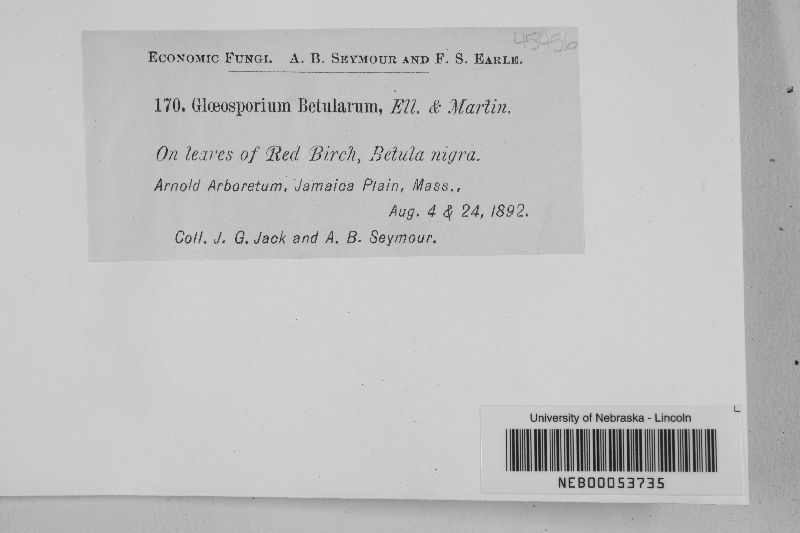 45456
Economic Fungi. A. B. Seymour and F. S. Earle.
170. Glœosporium Betularum, Ell. & Martin.
On leaves of Red Birch, Betula nigra.
Arnold Arboretum, Jamaica Plain, Mass.,
Aug. 4 & 24, 1892.
Coll. J. G. Jack and A. B. Seymour.
University of Nebraska - Lincoln
NEB00053735